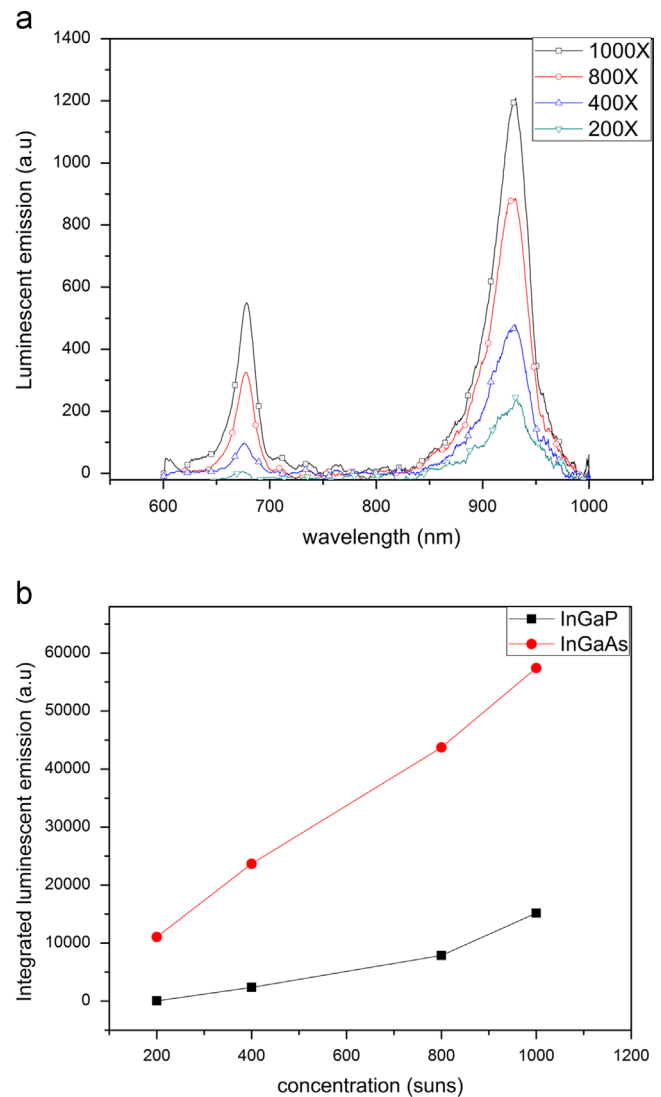 a
1400
1200
1000
800
600
400
200
0
Luminescent emission (a.u)
1000X
800X
400X
200X
600 700 800 900 1000
wavelength (nm)
b
60000
50000
40000
30000
20000
10000
0
Integrated luminescent emission (a.u)
InGaP
InGaAs
200 400 600 800 1000 1200
concentration (suns)